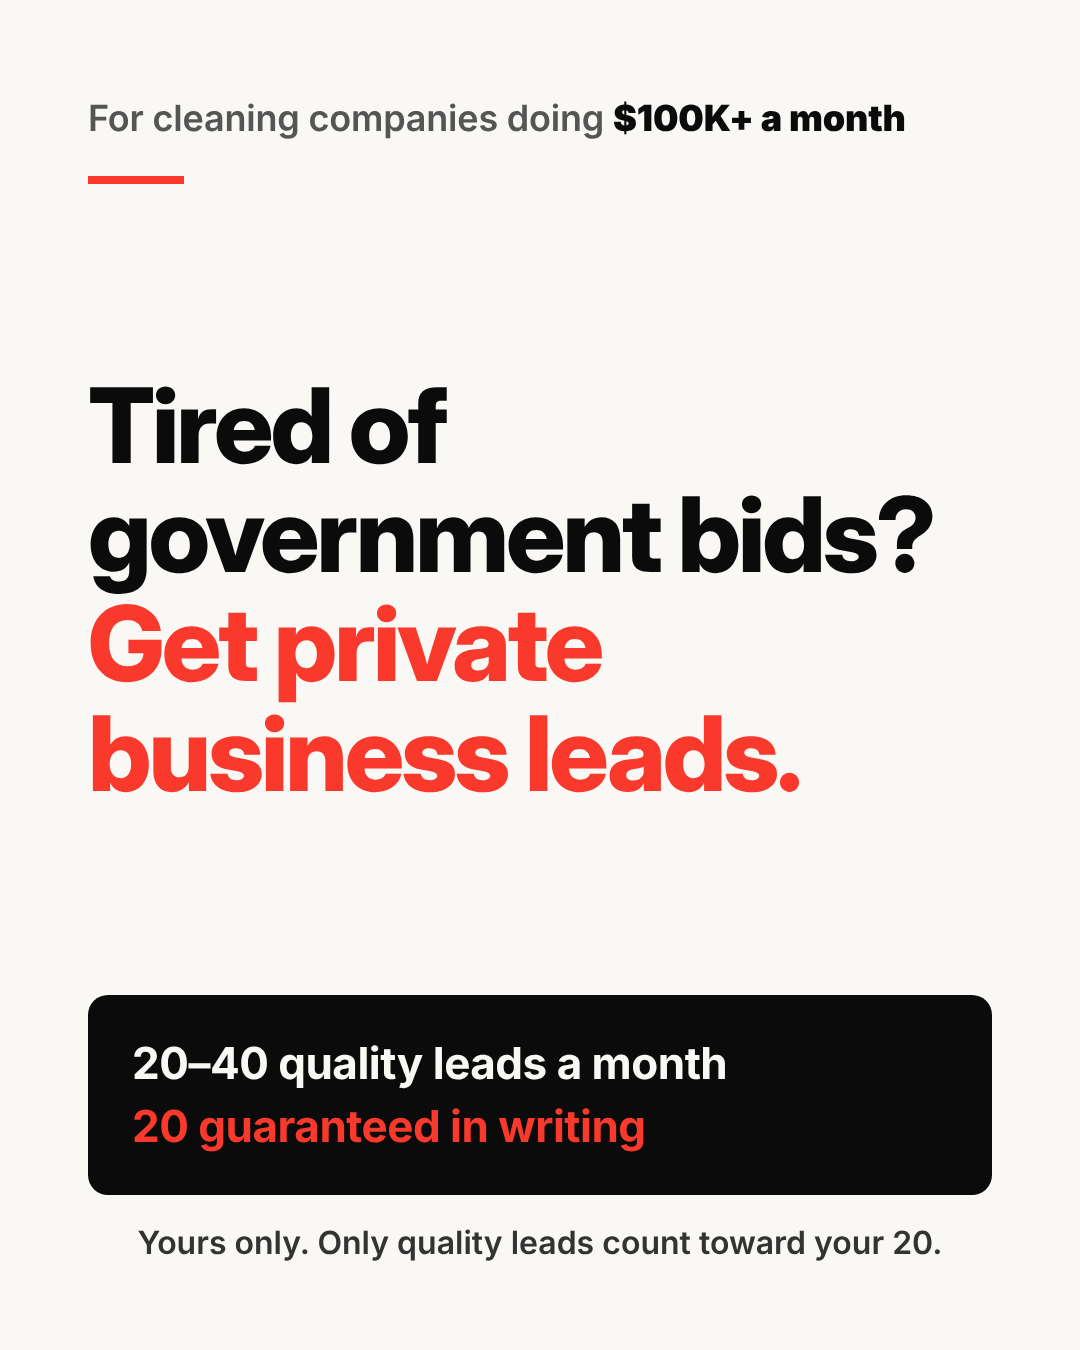 For cleaning companies doing $100K+ a month
Tired of
government bids?
Get private
business leads.
20–40 quality leads a month
20 guaranteed in writing
Yours only. Only quality leads count toward your 20.